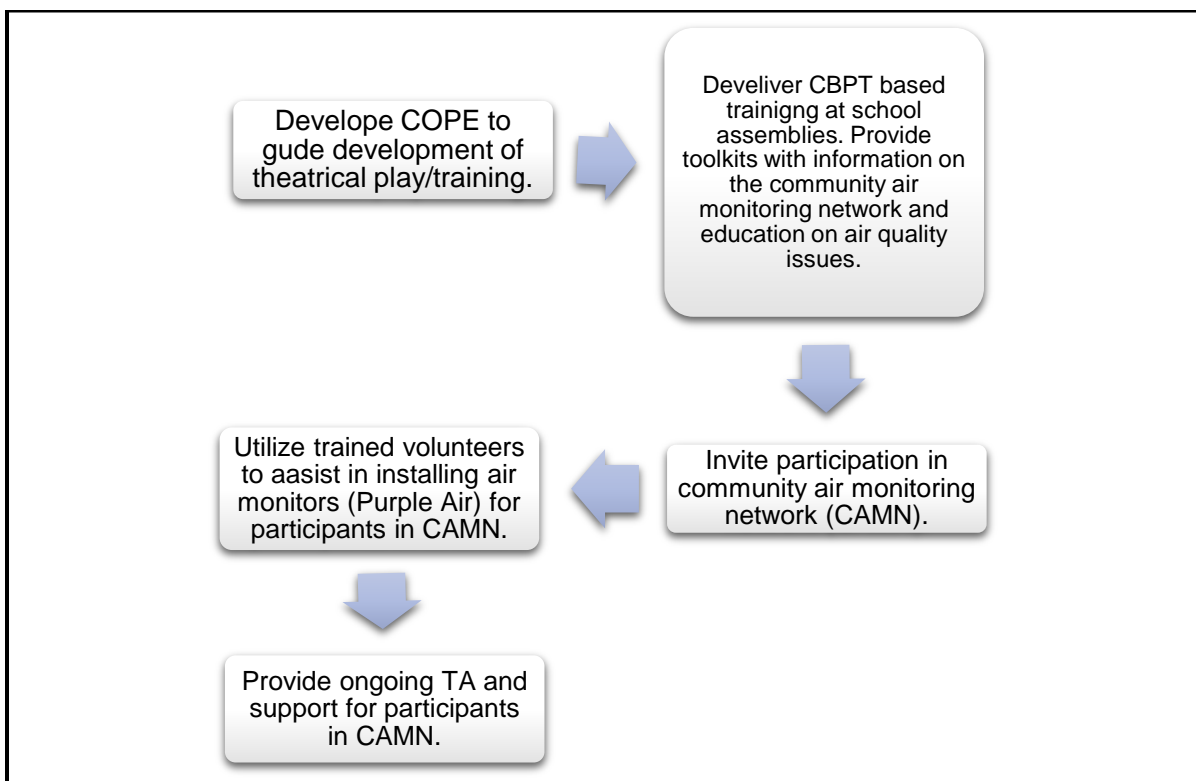 Develope COPE to
gude development of
theatrical play/training.
Develiver CBPT based
trainigng at school
assemblies. Provide
toolkits with information on
the community air
monitoring network and
education on air quality
issues.
Invite participation in
community air monitoring
network (CAMN).
Utilize trained volunteers
to aasist in installing air
monitors (Purple Air) for
participants in CAMN.
Provide ongoing TA and
support for participants
in CAMN.